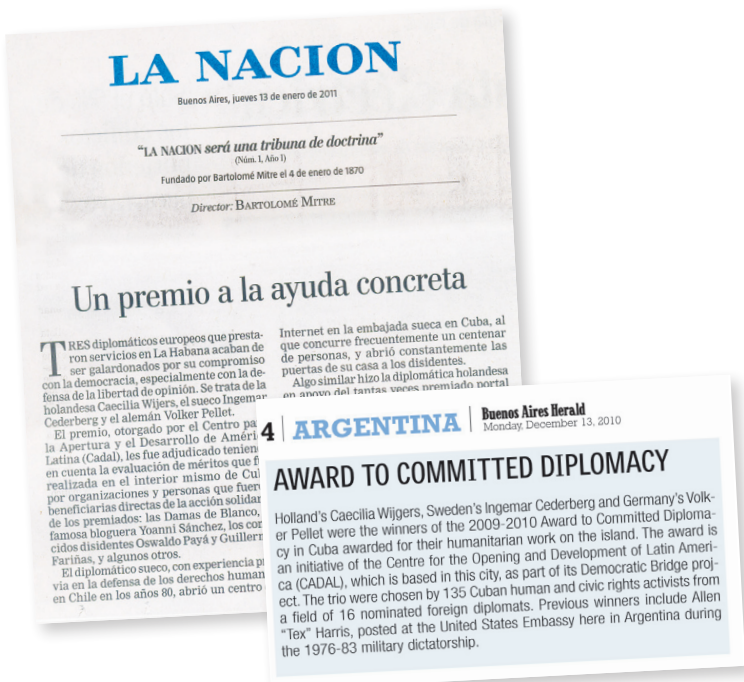 LA NACION
Buenos Aires, jueves 13 de enero de 2011
“LA NACION será una tribuna de doctrina”
(Núm. 1, Año 1)
Fundado por Bartolomé Mitre el 4 de enero de 1870
Director: BARTOLOMÉ MITRE
Un premio a la ayuda concreta
TRES diplomáticos europeos que presta-
ron servicios en La Habana acaban de
ser galardonados por su compromiso
con la democracia, especialmente con la de-
fensa de la libertad de opinión. Se trata de la
holandesa Caecilia Wijers, el sueco Ingemar
Cederberg y el alemán Volker Pellet.
El premio, otorgado por el Centro pa
la Apertura y el Desarrollo de Améri
Latina (Cadal), les fue adjudicado tenien
en cuenta la evaluación de méritos que f
realizada en el interior mismo de Cu
por organizaciones y personas que fuer
beneficiarias directas de la acción solidar
de los premiados: las Damas de Blanco,
famosa bloguera Yoanni Sánchez, los con
cidos disidentes Oswaldo Payá y Guiller
Fariñas, y algunos otros.
El diplomático sueco, con experiencia p
vía en la defensa de los derechos human
en Chile en los años 80, abrió un centro
Internet en la embajada sueca en Cuba, al
que concurre frecuentemente un centenar
de personas, y abrió constantemente las
puertas de su casa a los disidentes.
Algo similar hizo la diplomática holandesa
en apoyo del tantas veces premiado portal
4 | ARGENTINA | Buenos Aires Herald
Monday, December 13, 2010
AWARD TO COMMITTED DIPLOMACY
Holland’s Caecilia Wijgers, Sweden’s Ingemar Cederberg and Germany’s Volk-
er Pellet were the winners of the 2009-2010 Award to Committed Diploma-
cy in Cuba awarded for their humanitarian work on the island. The award is
an initiative of the Centre for the Opening and Development of Latin Ameri-
ca (CADAL), which is based in this city, as part of its Democratic Bridge proj-
ect. The trio were chosen by 135 Cuban human and civic rights activists from
a field of 16 nominated foreign diplomats. Previous winners include Allen
“Tex” Harris, posted at the United States Embassy here in Argentina during
the 1976-83 military dictatorship.